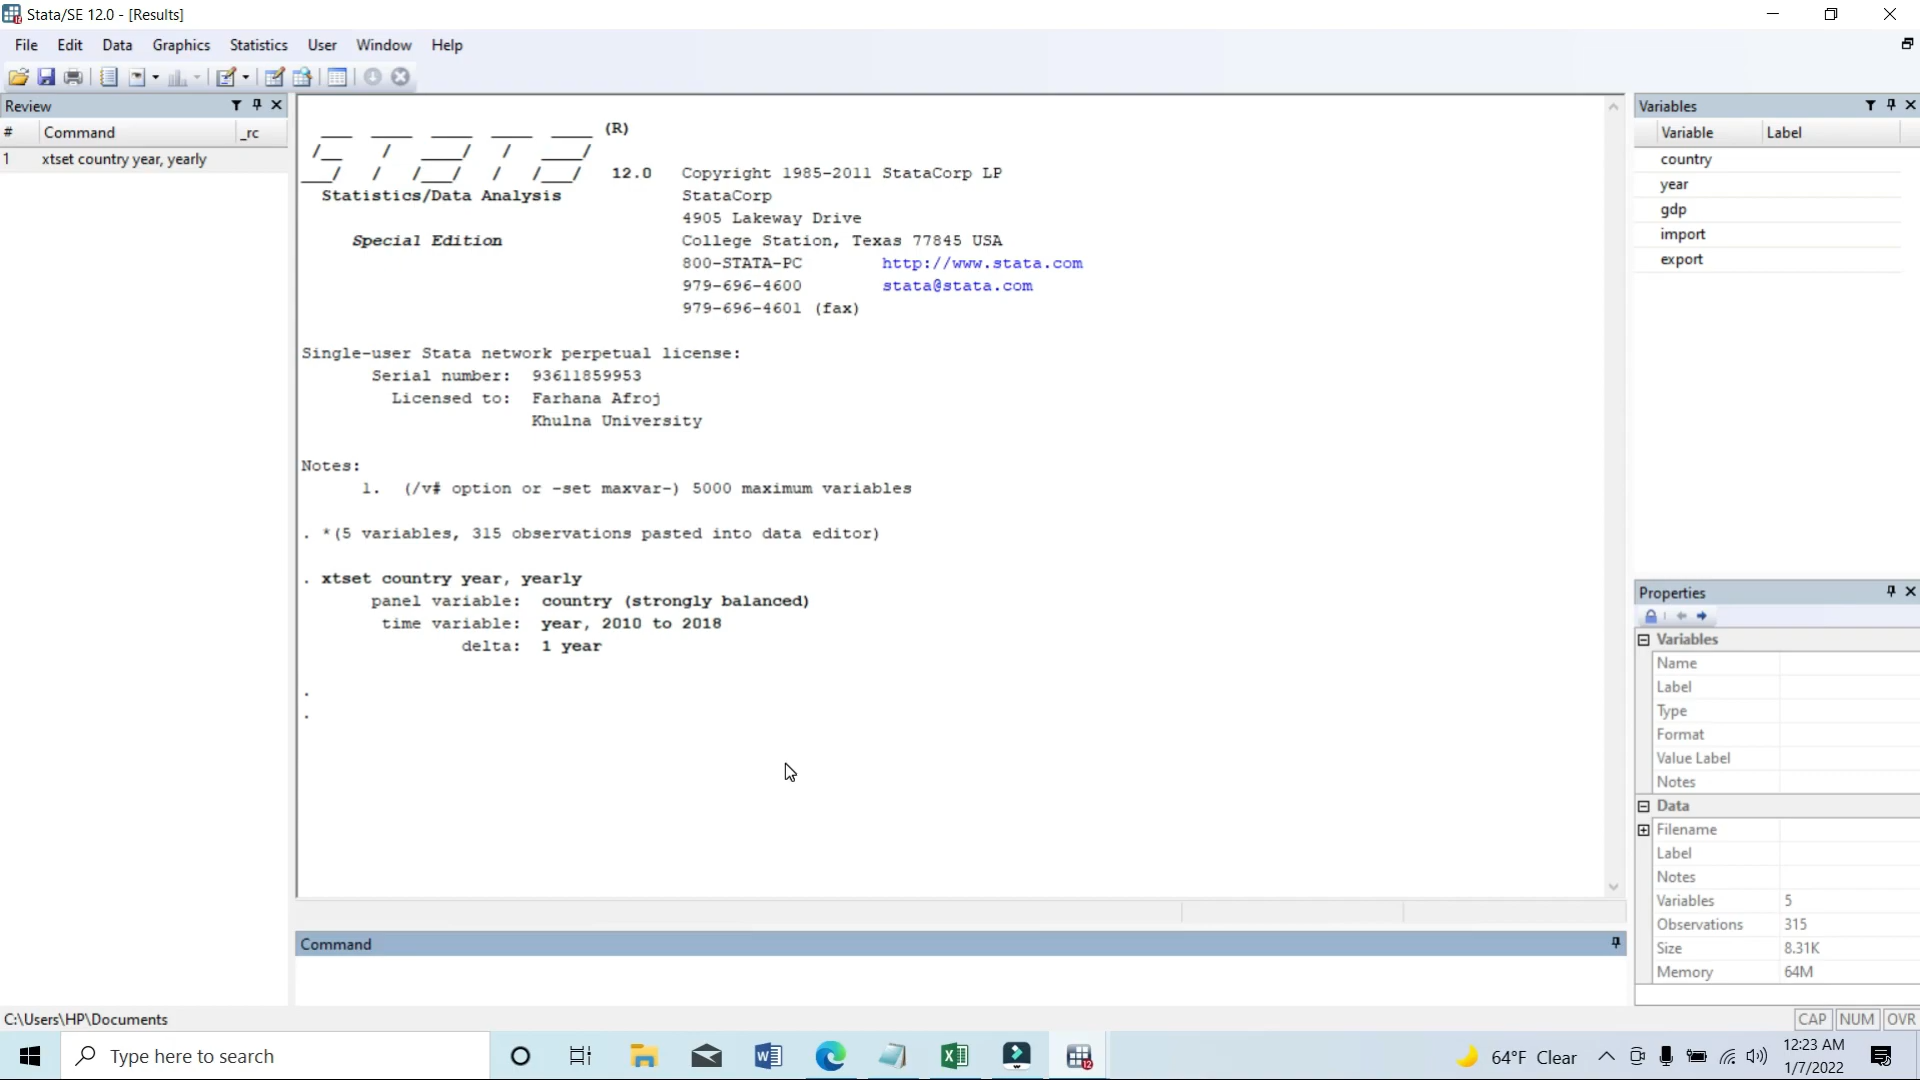 Stata/SE 12.0 - [Results]
File Edit Data Graphics Statistics User Window Help
Review
# Command _rc
1 xtset country year, yearly
(R)
STATA
12.0 Copyright 1985-2011 StataCorp LP
Statistics/Data Analysis StataCorp
4905 Lakeway Drive
Special Edition College Station, Texas 77845 USA
800-STATA-PC http://www.stata.com
979-696-4600 stata@stata.com
979-696-4601 (fax)
Single-user Stata network perpetual license:
Serial number: 93611859953
Licensed to: Farhana Afroj
Khulna University
Notes:
1. (/v# option or -set maxvar-) 5000 maximum variables
. *(5 variables, 315 observations pasted into data editor)
. xtset country year, yearly
panel variable: country (strongly balanced)
time variable: year, 2010 to 2018
delta: 1 year
.
.
Command
Variables
Variable Label
country
year
gdp
import
export
Properties
Variables
Name
Label
Type
Format
Value Label
Notes
Data
Filename
Label
Notes
Variables 5
Observations 315
Size 8.31K
Memory 64M
C:\Users\HP\Documents
CAP NUM OVR
Type here to search
64°F Clear
12:23 AM
1/7/2022